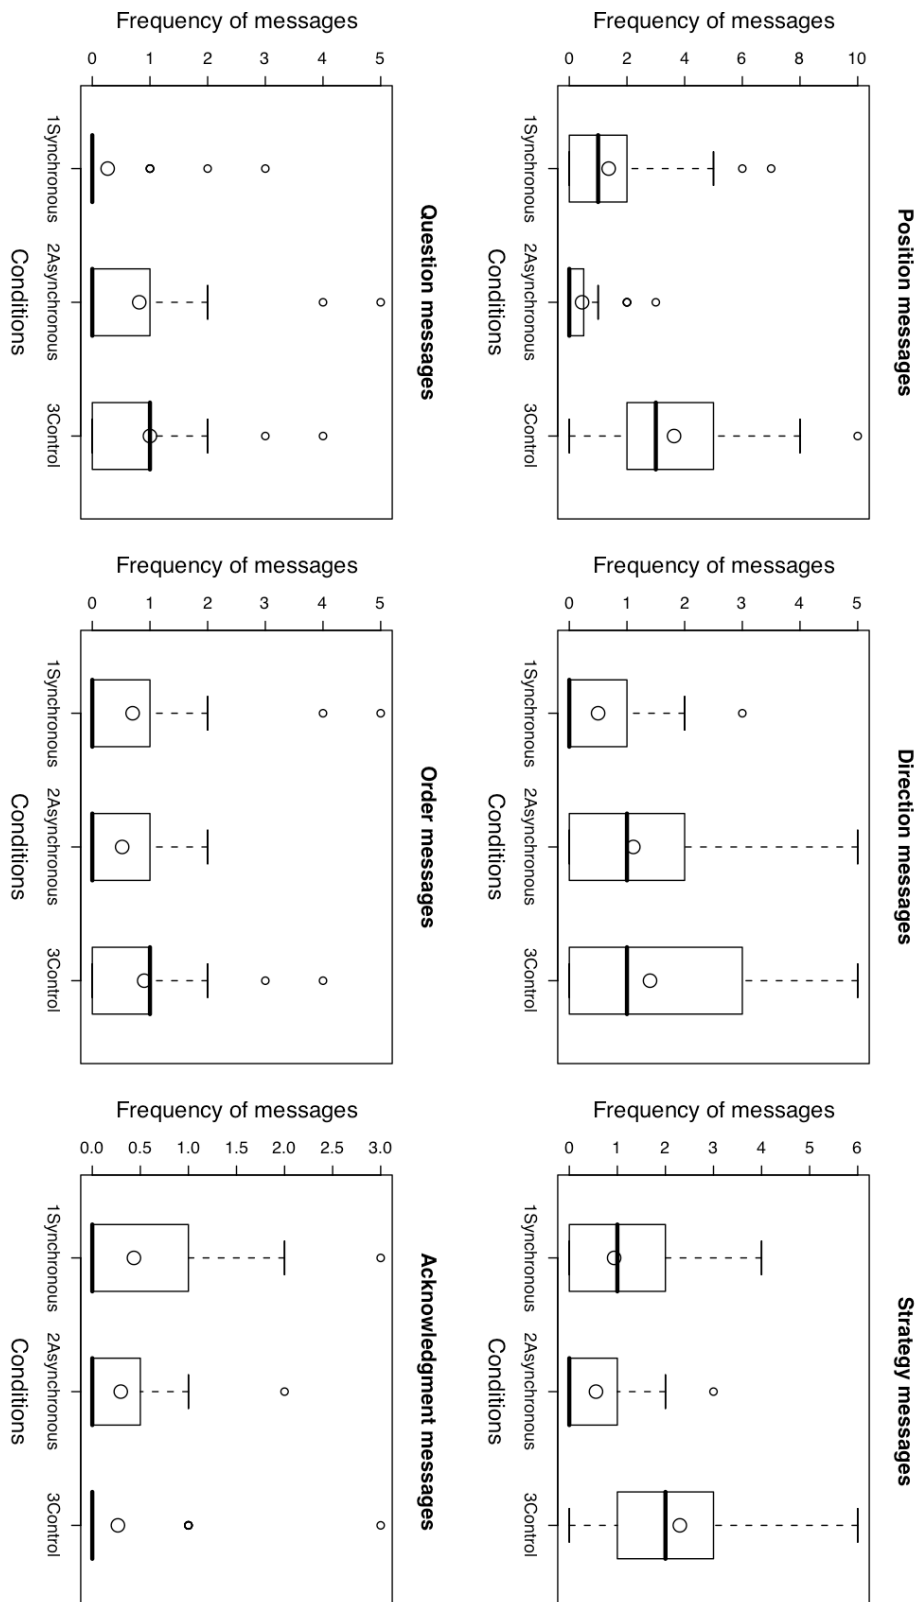 Position messages
Frequency of messages
0 2 4 6 8 10
1Synchronous 2Asynchronous 3Control
Conditions
Direction messages
Frequency of messages
0 1 2 3 4 5
1Synchronous 2Asynchronous 3Control
Conditions
Strategy messages
Frequency of messages
0 1 2 3 4 5 6
1Synchronous 2Asynchronous 3Control
Conditions
Question messages
Frequency of messages
0 1 2 3 4 5
1Synchronous 2Asynchronous 3Control
Conditions
Order messages
Frequency of messages
0 1 2 3 4 5
1Synchronous 2Asynchronous 3Control
Conditions
Acknowledgment messages
Frequency of messages
0.0 0.5 1.0 1.5 2.0 2.5 3.0
1Synchronous 2Asynchronous 3Control
Conditions